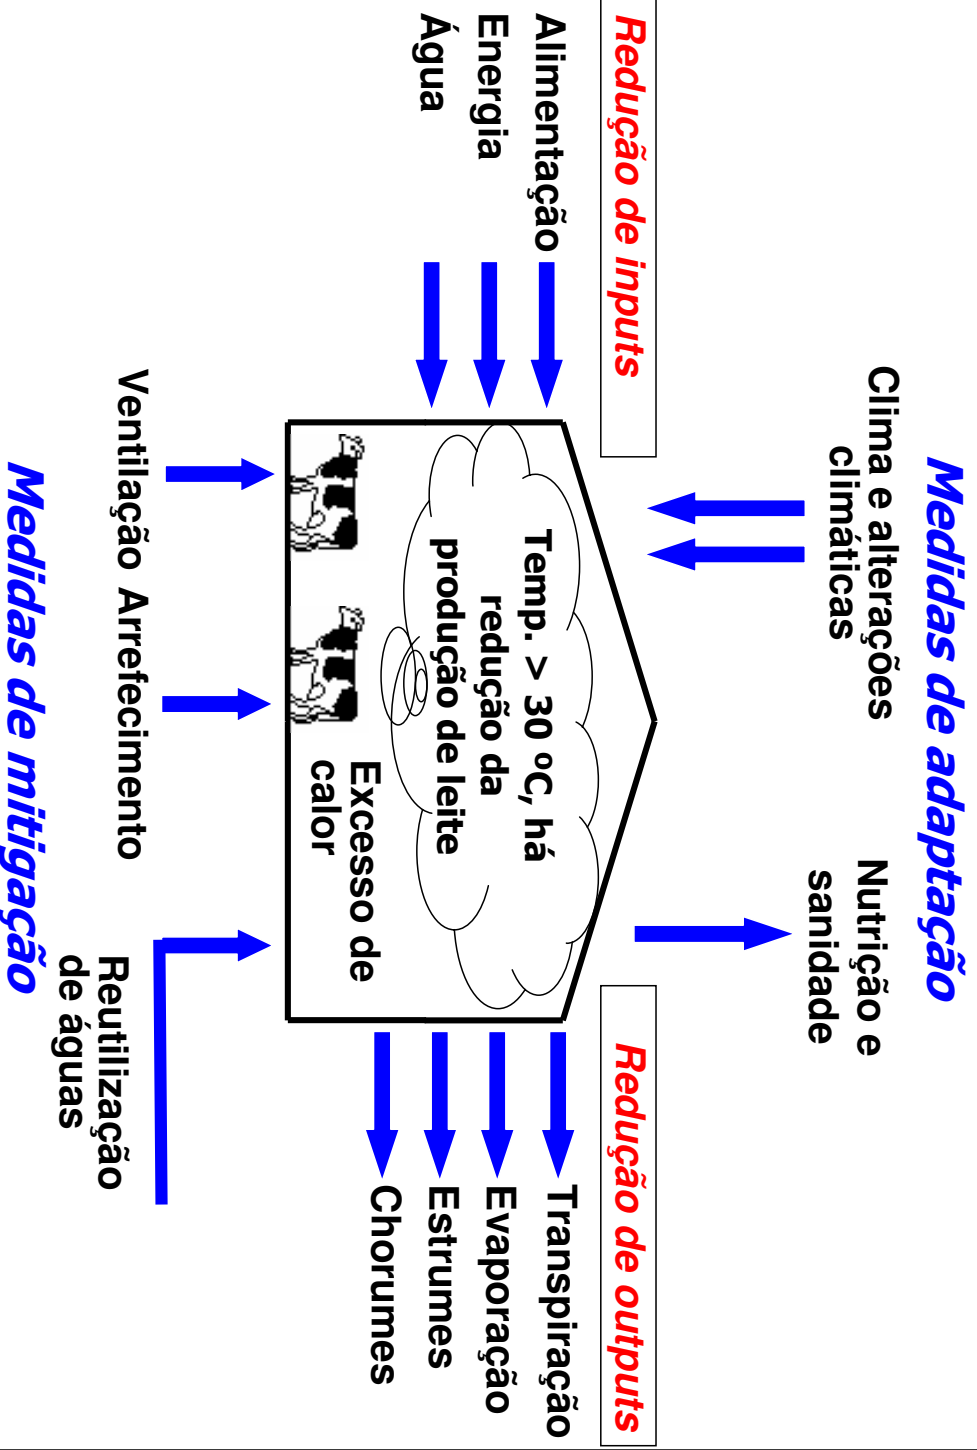 Medidas de adaptação
Clima e alterações
climáticas
Nutrição e
sanidade
Redução de inputs
Redução de outputs
Alimentação
Energia
Água
Temp. > 30 ºC, há
redução da
produção de leite
Excesso de
calor
Transpiração
Evaporação
Estrumes
Chorumes
Ventilação Arrefecimento
Reutilização
de águas
Medidas de mitigação